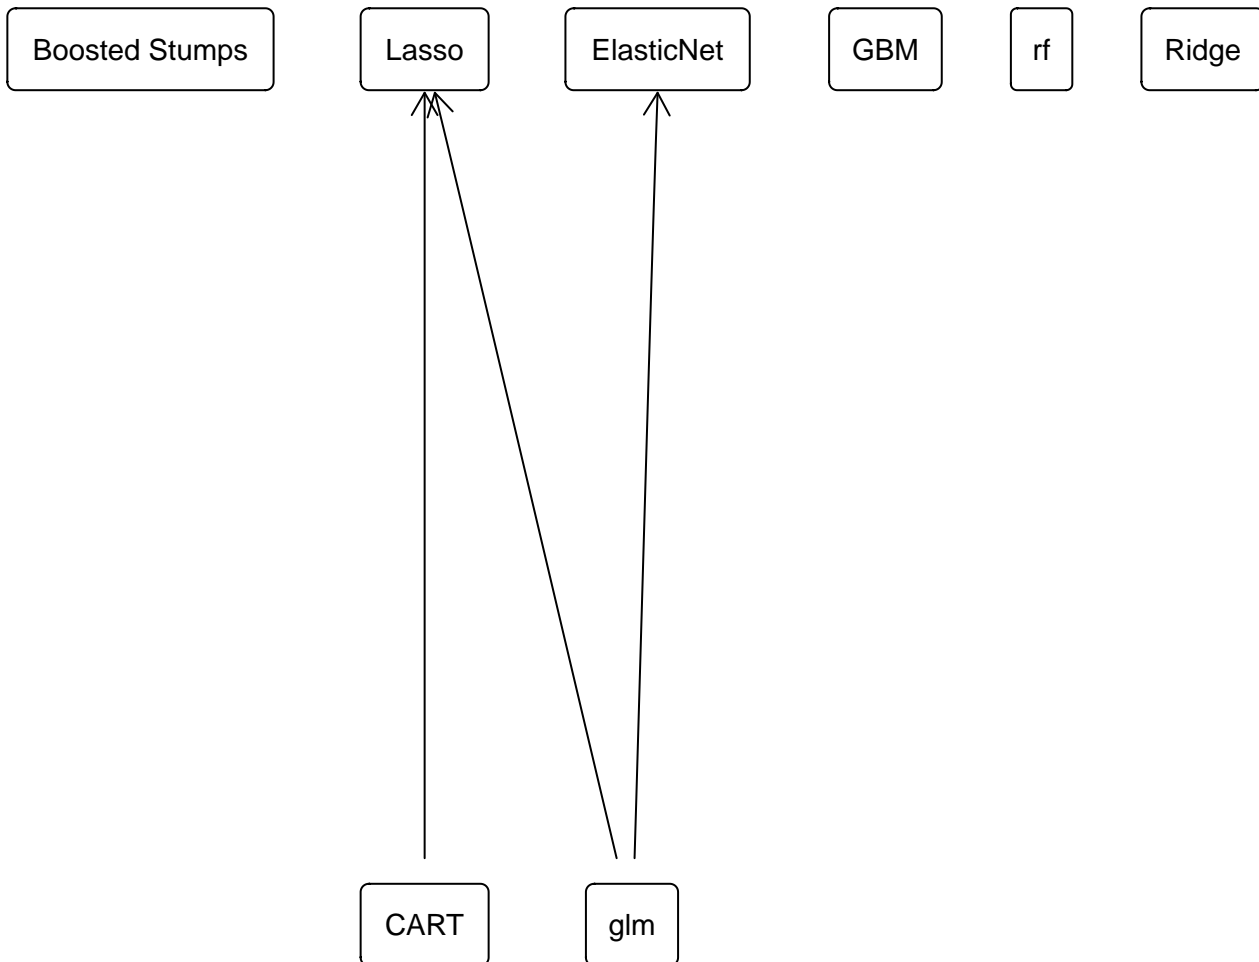 Boosted Stumps
Lasso
ElasticNet
GBM
rf
Ridge
CART
glm